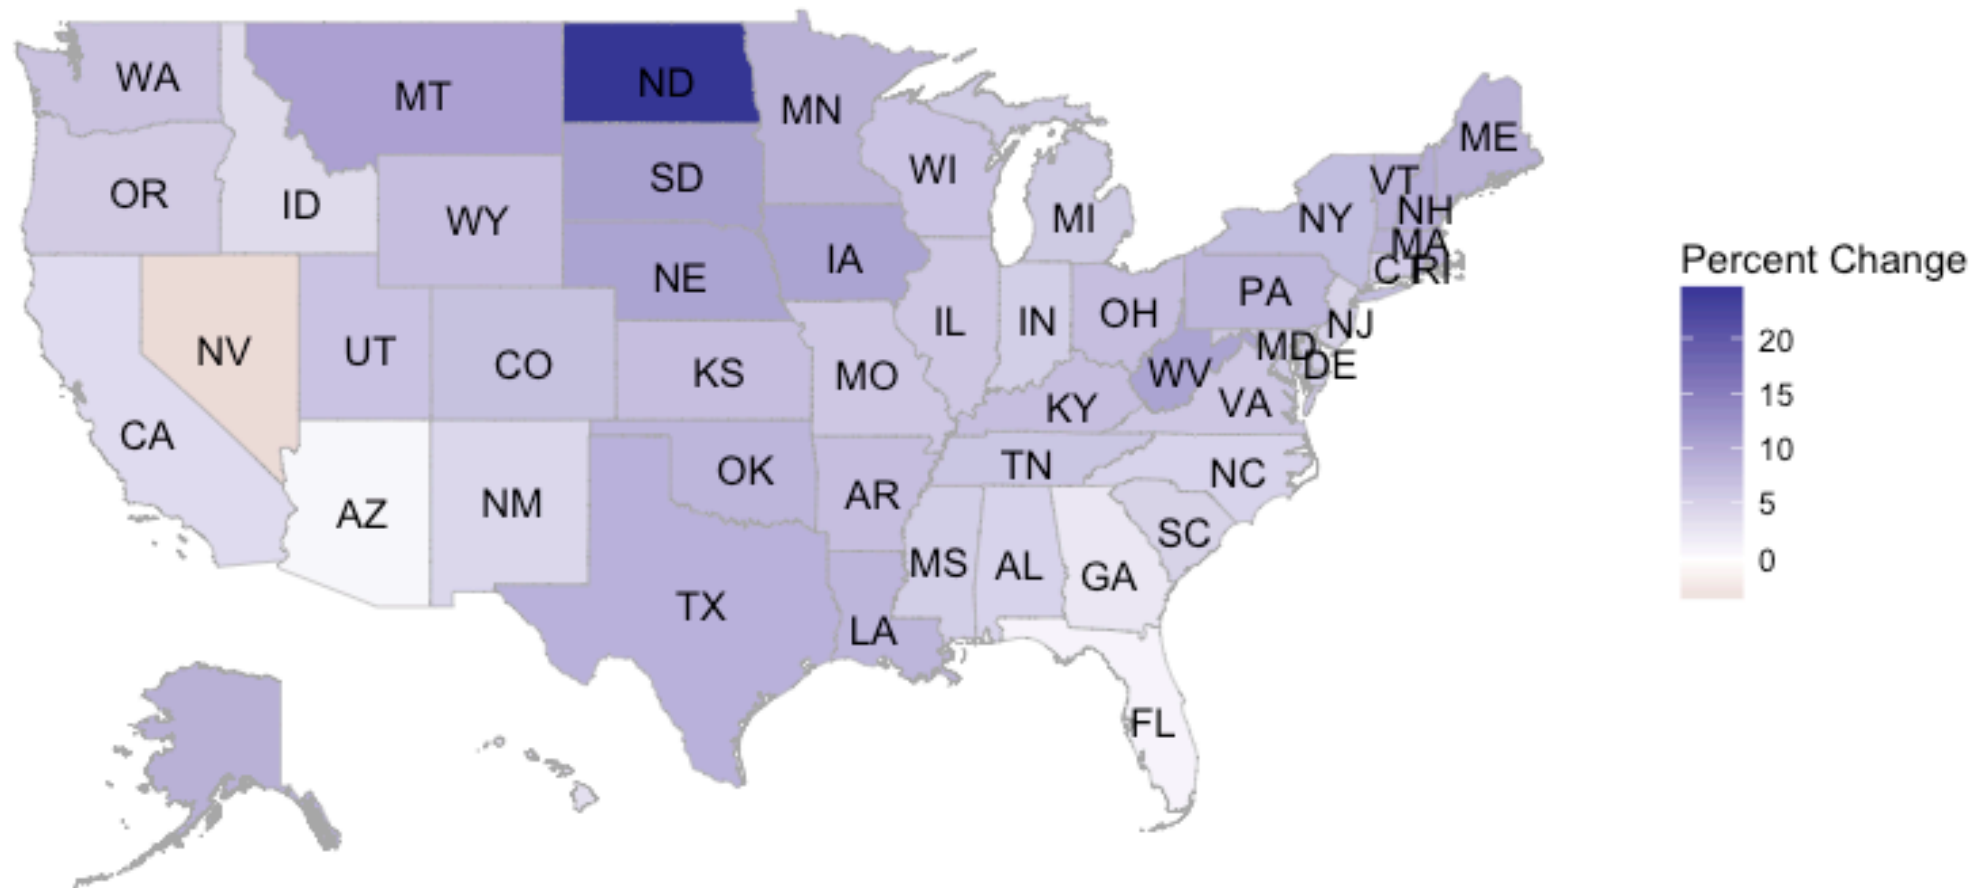 WA
MT
ND
MN
ME
OR
ID
WY
SD
WI
MI
NY
VT
NH
MA
CT
RI
IA
NE
PA
NV
UT
CO
KS
MO
IL
IN
OH
NJ
MD
DE
WV
VA
KY
CA
AZ
NM
OK
AR
TN
NC
SC
MS
AL
GA
TX
LA
FL
Percent Change
20
15
10
5
0